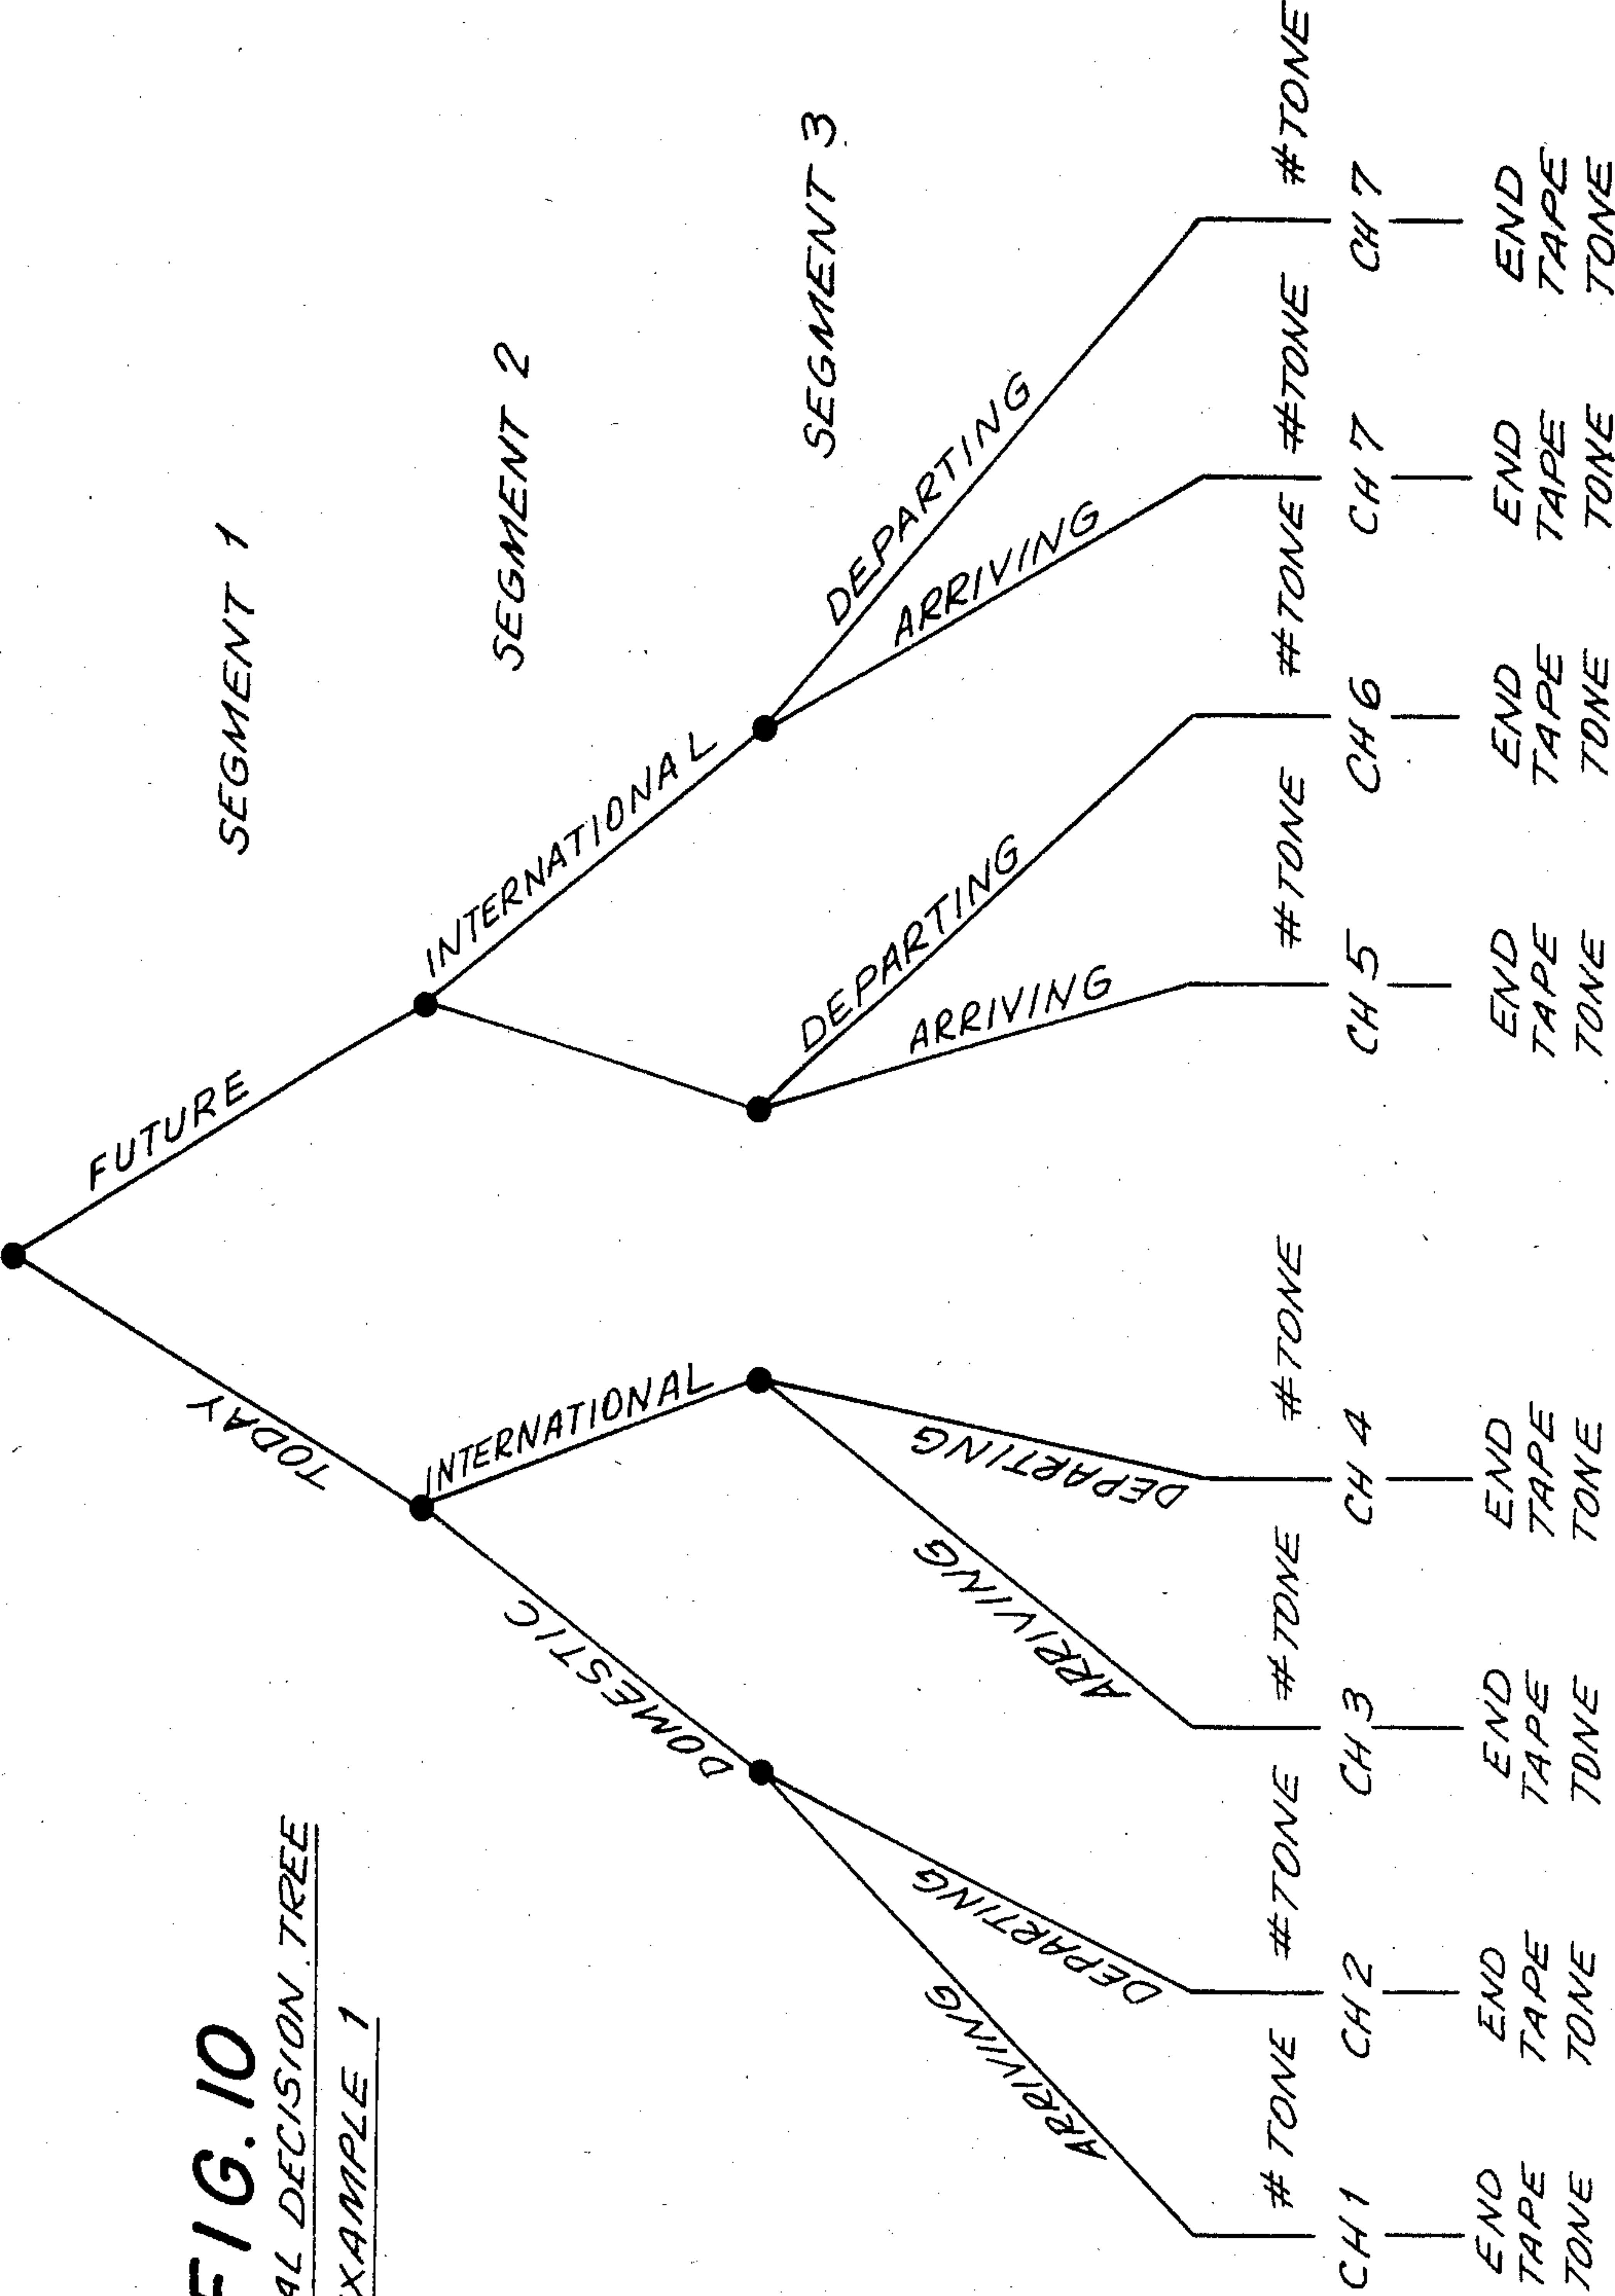 FIG. 10
DECISION TREE
1
TODAY
FUTURE
SEGMENT 1
DOMESTIC
INTERNATIONAL
INTERNATIONAL
SEGMENT 2
ARRIVING
DEPARTING
ARRIVING
DEPARTING
ARRIVING
DEPARTING
ARRIVING
DEPARTING
SEGMENT 3
# TONE
# TONE
# TONE
# TONE
# TONE
# TONE
# TONE
# TONE
CH 1
CH 2
CH 3
CH 4
CH 5
CH 6
CH 7
CH 7
END
TAPE
TONE
END
TAPE
TONE
END
TAPE
TONE
END
TAPE
TONE
END
TAPE
TONE
END
TAPE
TONE
END
TAPE
TONE
END
TAPE
TONE